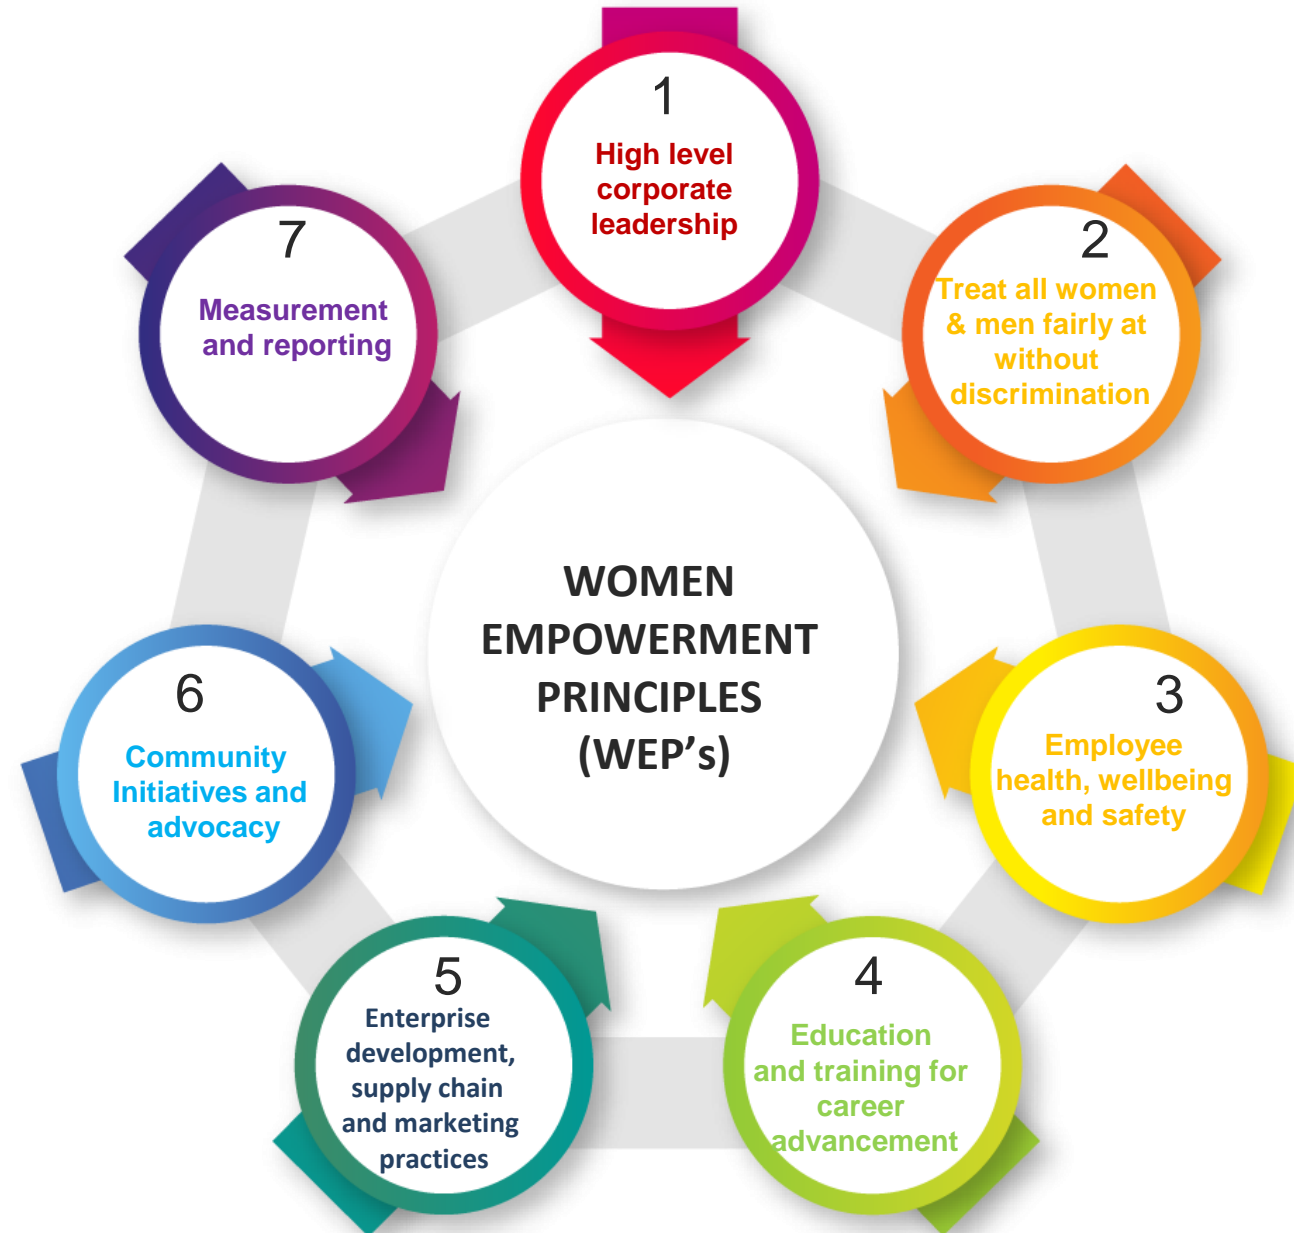 1
High level
corporate
leadership
2
Treat all women
& men fairly at
without
discrimination
3
Employee
health, wellbeing
and safety
4
Education
and training for
career
advancement
5
Enterprise
development,
supply chain
and marketing
practices
6
Community
Initiatives and
advocacy
7
Measurement
and reporting
WOMEN
EMPOWERMENT
PRINCIPLES
(WEP’s)